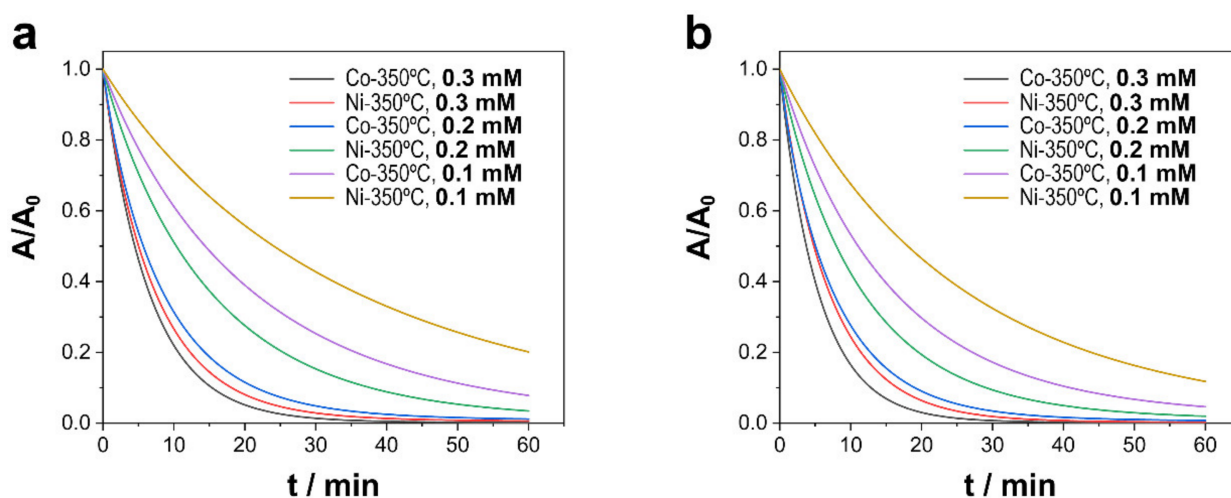 a
A/A0
1.0
0.8
0.6
0.4
0.2
0.0
Co-350ºC, 0.3 mM
Ni-350ºC, 0.3 mM
Co-350ºC, 0.2 mM
Ni-350ºC, 0.2 mM
Co-350ºC, 0.1 mM
Ni-350ºC, 0.1 mM
0 10 20 30 40 50 60
t / min
b
A/A0
1.0
0.8
0.6
0.4
0.2
0.0
Co-350ºC, 0.3 mM
Ni-350ºC, 0.3 mM
Co-350ºC, 0.2 mM
Ni-350ºC, 0.2 mM
Co-350ºC, 0.1 mM
Ni-350ºC, 0.1 mM
0 10 20 30 40 50 60
t / min